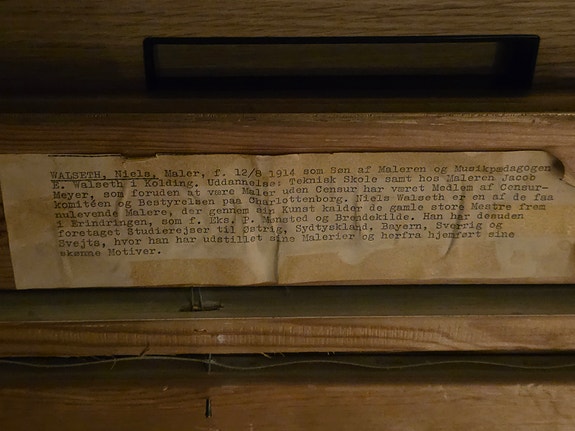 WALSETH, Niels, Maler, f. 12/8 1914 som Søn af Maleren og Musikpædagogen
E. Walseth i Kolding. Uddannelse: Teknisk Skole samt hos Maleren Jacob
Meyer, som foruden at være Maler uden Censur har været Medlem af Censur-
komitéen og Bestyrelsen paa Charlottenborg. Niels Walseth er en af de faa
nulevende Malere, der gennem sin Kunst kalder de gamle store Mestre frem
i Erindringen, som f. Eks. P. Mønsted og Brendekilde. Han har desuden
foretaget Studierejser til Østrig, Sydtyskland, Bayern, Sverrig og
Svejts, hvor han har udstillet sine Malerier og herfra hjemført sine
skønne Motiver.